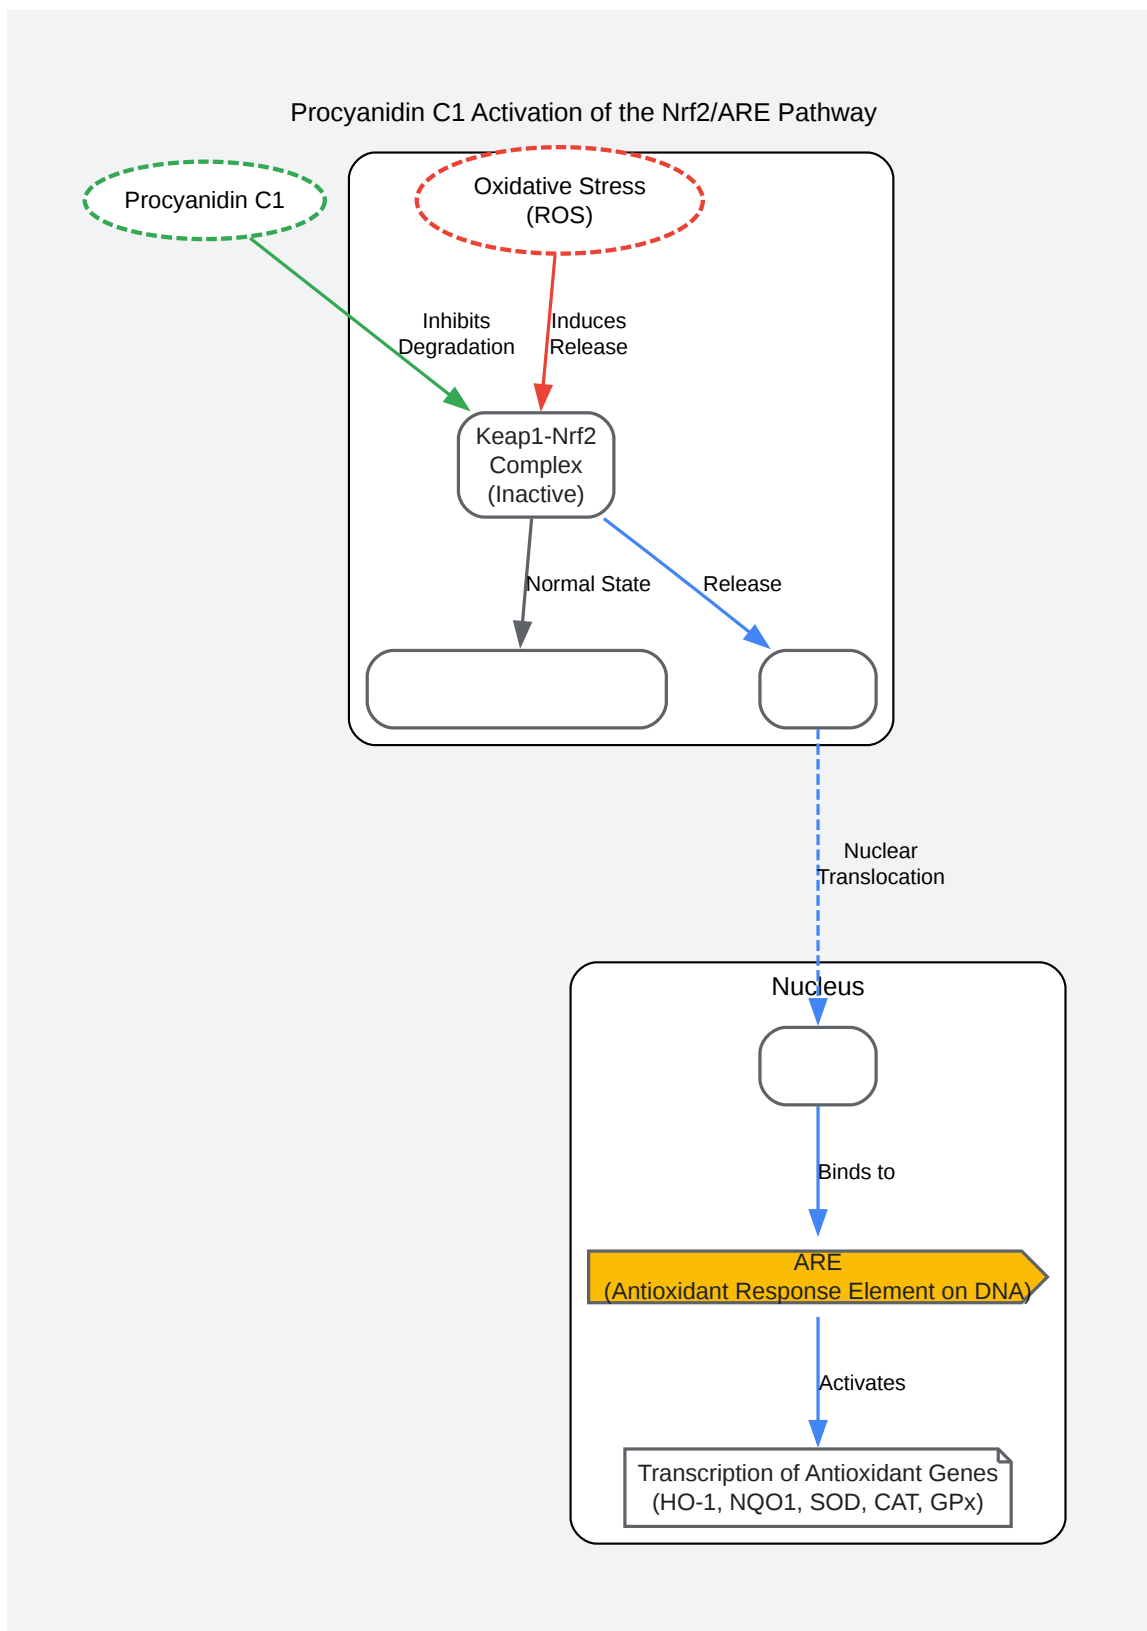 Procyanidin C1 Activation of the Nrf2/ARE Pathway
Procyanidin C1
Oxidative Stress
(ROS)
Inhibits
Degradation
Induces
Release
Keap1-Nrf2
Complex
(Inactive)
Normal State
Release
Nuclear
Translocation
Nucleus
Binds to
ARE
(Antioxidant Response Element on DNA)
Activates
Transcription of Antioxidant Genes
(HO-1, NQO1, SOD, CAT, GPx)